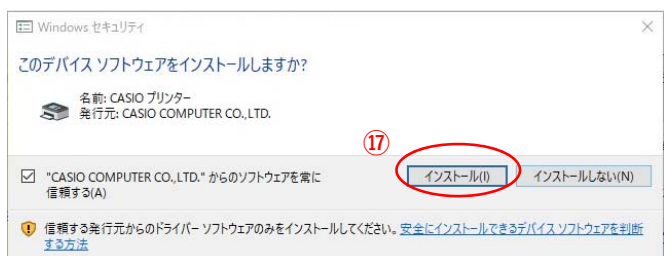 Windows セキュリティ
このデバイス ソフトウェアをインストールしますか?
名前: CASIO プリンター
発行元: CASIO COMPUTER CO.,LTD.
⑰
"CASIO COMPUTER CO.,LTD." からのソフトウェアを常に
信頼する(A)
インストール(I)
インストールしない(N)
信頼する発行元からのドライバー ソフトウェアのみをインストールしてください。安全にインストールできるデバイス ソフトウェアを判断
する方法